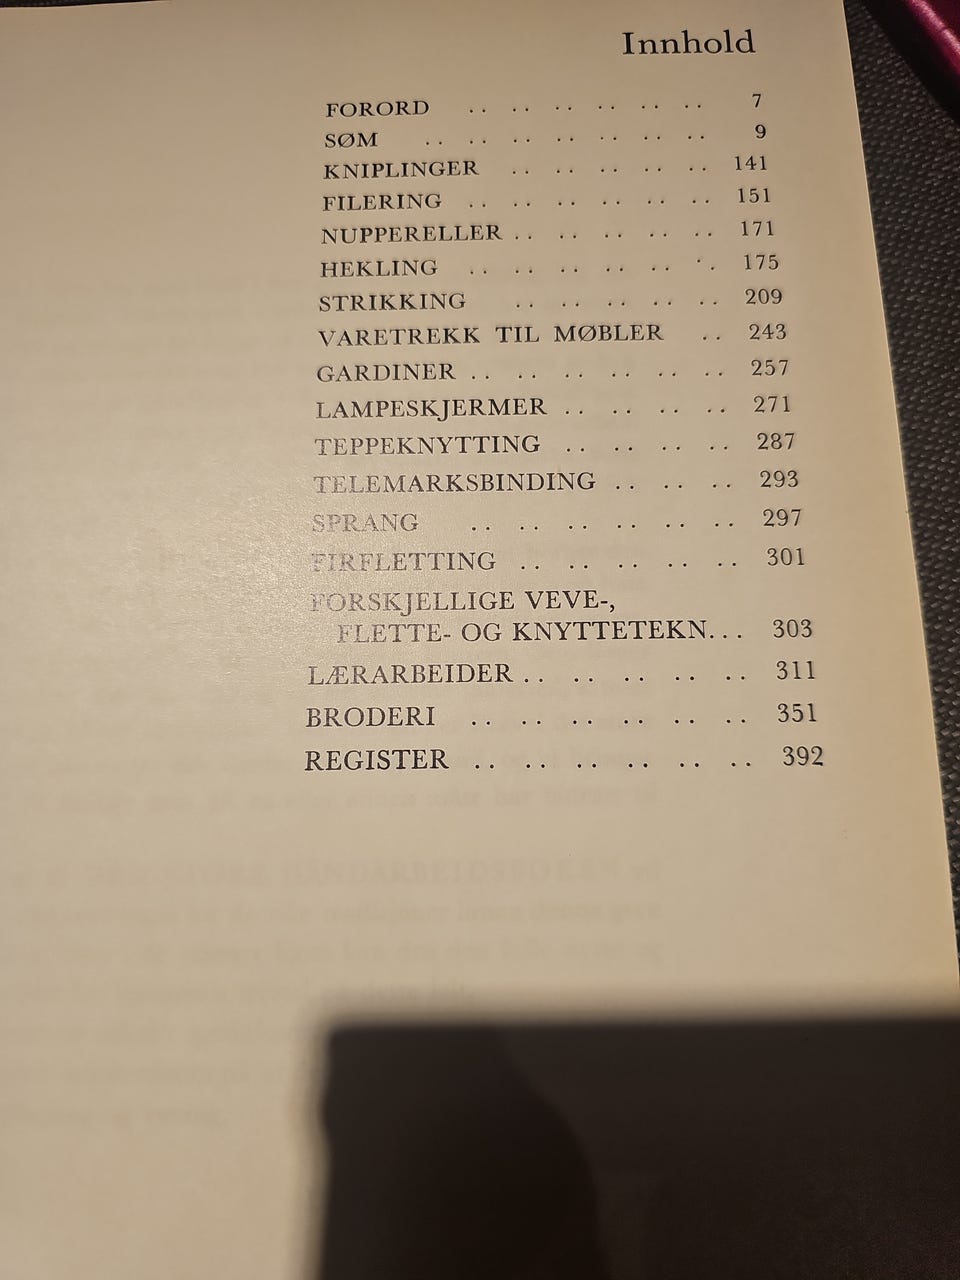 Innhold
FORORD .. .. .. .. .. .. 7
SØM .. .. .. .. .. .. .. 9
KNIPLINGER .. .. .. .. .. 141
FILERING .. .. .. .. .. .. 151
NUPPERELLER .. .. .. .. .. 171
HEKLING .. .. .. .. .. .. 175
STRIKKING .. .. .. .. .. 209
VARETREKK TIL MØBLER .. 243
GARDINER .. .. .. .. .. .. 257
LAMPESKJERMER .. .. .. .. 271
TEPPEKNYTTING .. .. .. .. 287
TELEMARKSBINDING .. .. .. 293
SPRANG .. .. .. .. .. .. 297
FIRFLETTING .. .. .. .. .. 301
FORSKJELLIGE VEVE-,
FLETTE- OG KNYTTETEKN... 303
LÆRARBEIDER .. .. .. .. .. 311
BRODERI .. .. .. .. .. .. 351
REGISTER .. .. .. .. .. .. 392